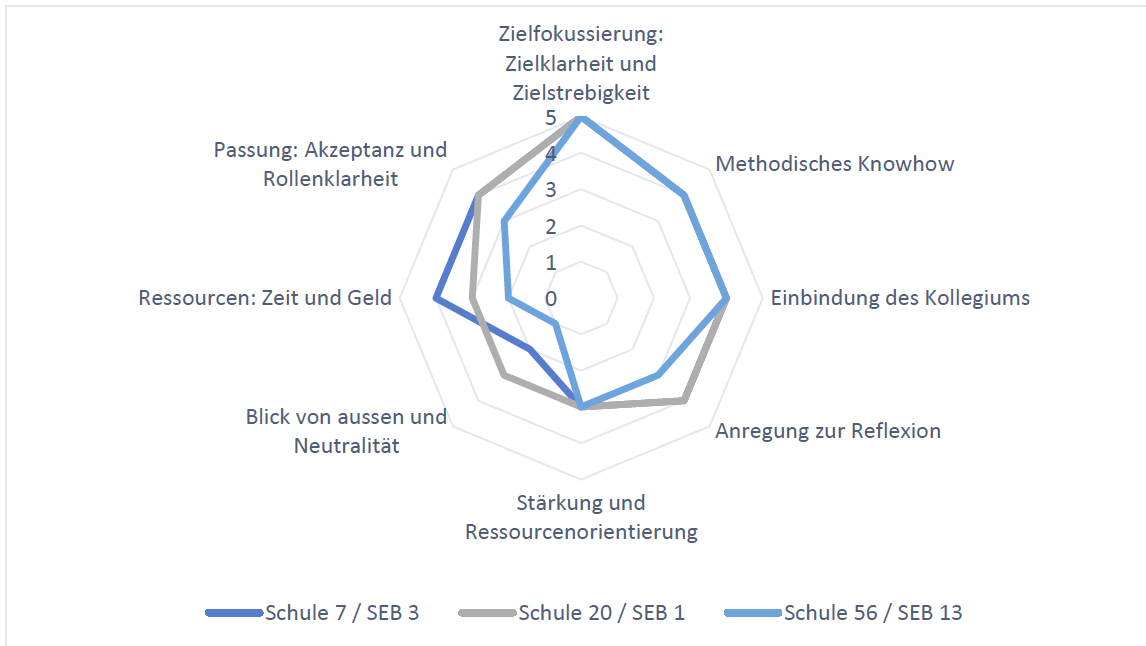 Zielfokussierung:
Zielklarheit und
Zielstrebigkeit
5
4
3
2
1
0
Methodisches Knowhow
Einbindung des Kollegiums
Anregung zur Reflexion
Stärkung und
Ressourcenorientierung
Blick von aussen und
Neutralität
Ressourcen: Zeit und Geld
Passung: Akzeptanz und
Rollenklarheit
Schule 7 / SEB 3
Schule 20 / SEB 1
Schule 56 / SEB 13